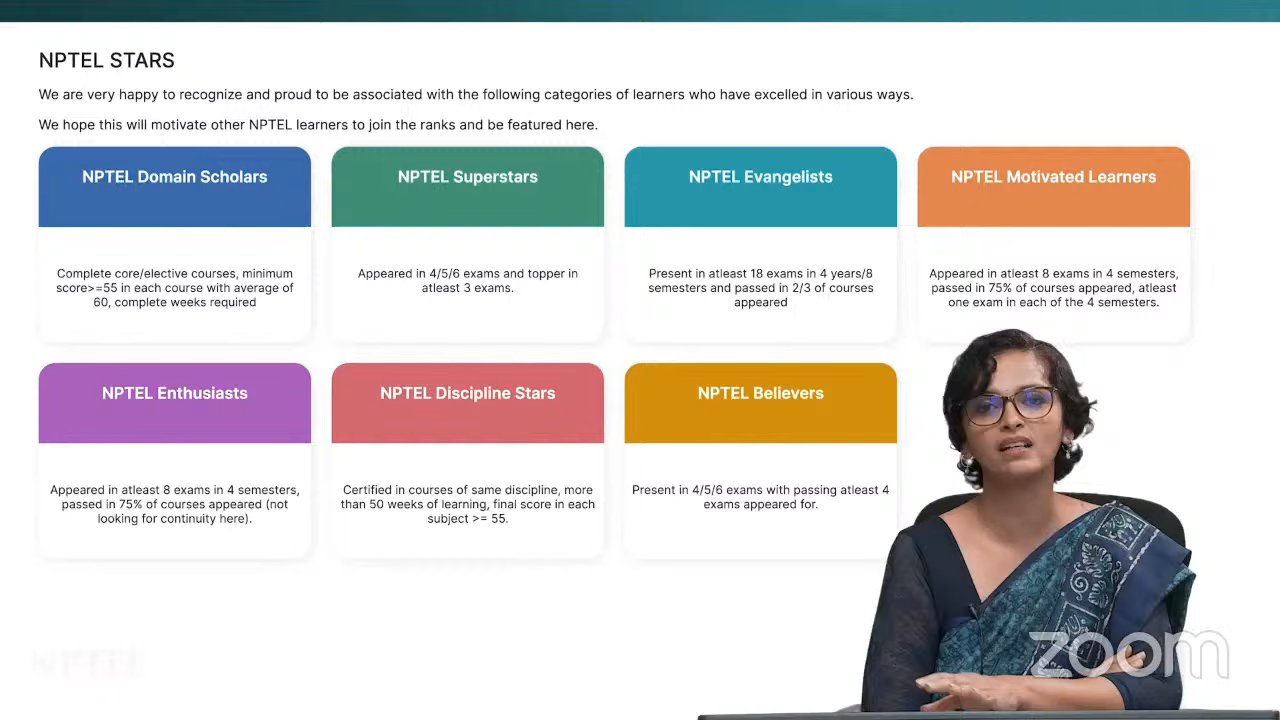 NPTEL STARS
We are very happy to recognize and proud to be associated with the following categories of learners who have excelled in various ways.
We hope this will motivate other NPTEL learners to join the ranks and be featured here.
NPTEL Domain Scholars
Complete core/elective courses, minimum
score>=55 in each course with average of
60, complete weeks required
NPTEL Superstars
Appeared in 4/5/6 exams and topper in
atleast 3 exams.
NPTEL Evangelists
Present in atleast 18 exams in 4 years/8
semesters and passed in 2/3 of courses
appeared
NPTEL Motivated Learners
Appeared in atleast 8 exams in 4 semesters,
passed in 75% of courses appeared, atleast
one exam in each of the 4 semesters.
NPTEL Enthusiasts
Appeared in atleast 8 exams in 4 semesters,
passed in 75% of courses appeared (not
looking for continuity here).
NPTEL Discipline Stars
Certified in courses of same discipline, more
than 50 weeks of learning, final score in each
subject >= 55.
NPTEL Believers
Present in 4/5/6 exams with passing atleast 4
exams appeared for.
NPTEL
zoom